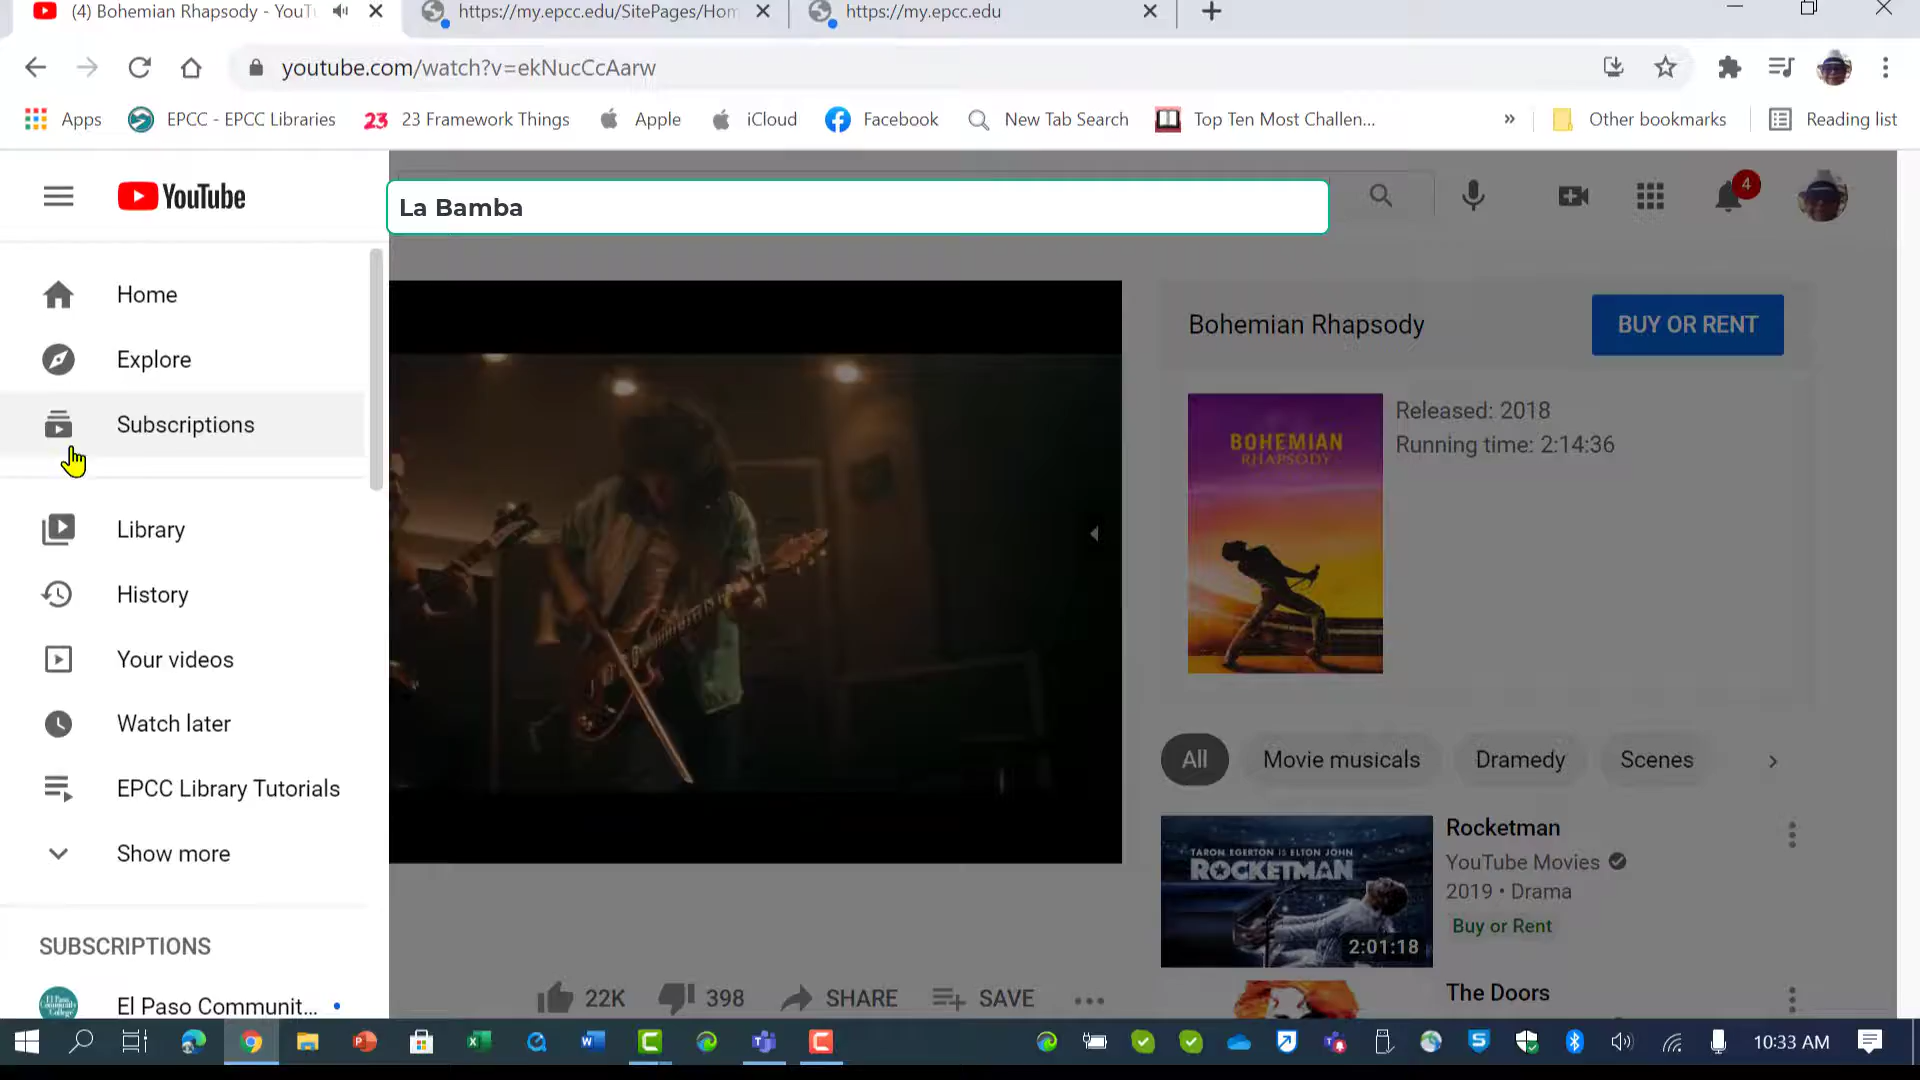 (4) Bohemian Rhapsody - YouT
https://my.epcc.edu/SitePages/Hom
https://my.epcc.edu
youtube.com/watch?v=ekNucCcAarw
Apps
EPCC - EPCC Libraries
23 23 Framework Things
Apple
iCloud
Facebook
New Tab Search
Top Ten Most Challen...
»
Other bookmarks
Reading list
YouTube
La Bamba
4
Home
Explore
Subscriptions
Library
History
Your videos
Watch later
EPCC Library Tutorials
Show more
SUBSCRIPTIONS
El Paso Communit...
22K
398
SHARE
SAVE
Bohemian Rhapsody
BUY OR RENT
BOHEMIAN
RHAPSODY
Released: 2018
Running time: 2:14:36
All
Movie musicals
Dramedy
Scenes
TARON EGERTON IS ELTON JOHN
ROCKETMAN
2:01:18
Rocketman
YouTube Movies
2019 • Drama
Buy or Rent
The Doors
10:33 AM